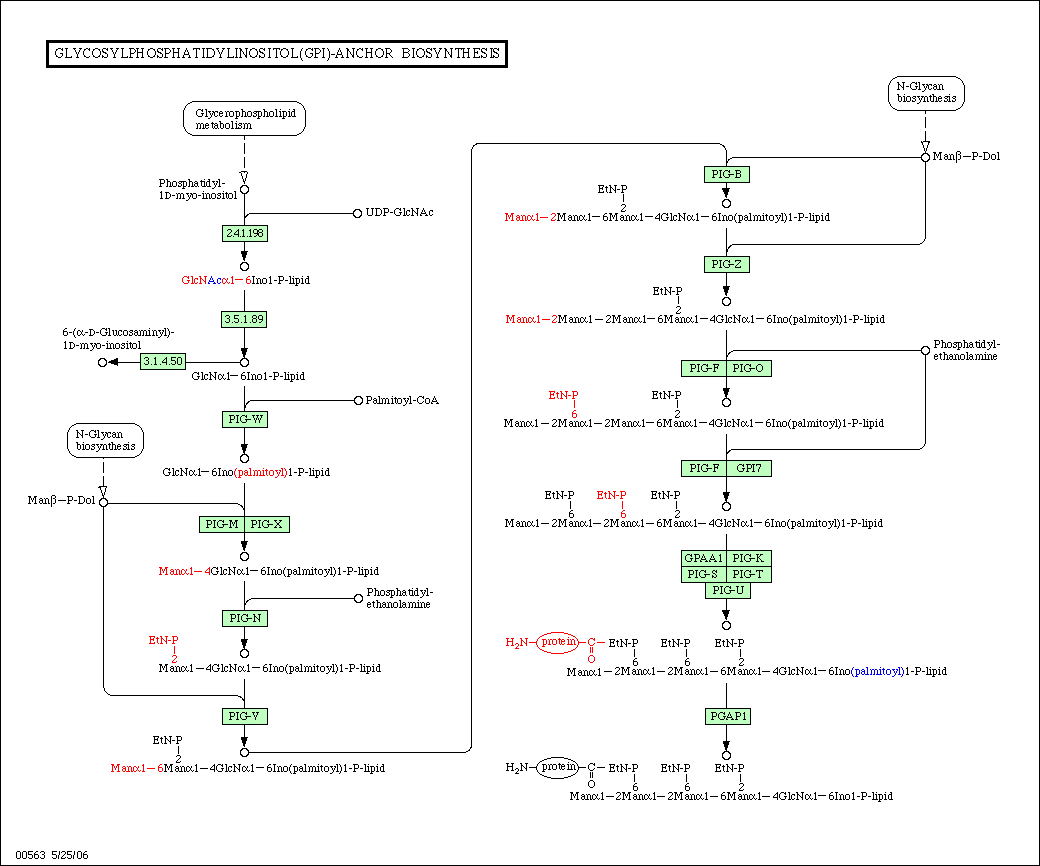 GLYCOSYLPHOSPHATIDYLINOSITOL(GPI)-ANCHOR BIOSYNTHESIS
Glycerophospholipid
metabolism
Phosphatidyl-
1D-myo-inositol
UDP-GlcNAc
2.4.1.198
GlcNAcα1−6Ino1-P-lipid
3.5.1.89
6-(α-D-Glucosaminyl)-
1D-myo-inositol
3.1.4.50
GlcNα1−6Ino1-P-lipid
Palmitoyl-CoA
PIG-W
N-Glycan
biosynthesis
GlcNα1−6Ino(palmitoyl)1-P-lipid
Manβ−P-Dol
PIG-M PIG-X
Manα1−4GlcNα1−6Ino(palmitoyl)1-P-lipid
Phosphatidyl-
ethanolamine
PIG-N
EtN-P
2
Manα1−4GlcNα1−6Ino(palmitoyl)1-P-lipid
PIG-V
EtN-P
2
Manα1−6Manα1−4GlcNα1−6Ino(palmitoyl)1-P-lipid
N-Glycan
biosynthesis
Manβ−P-Dol
PIG-B
EtN-P
2
Manα1−2Manα1−6Manα1−4GlcNα1−6Ino(palmitoyl)1-P-lipid
PIG-Z
EtN-P
2
Manα1−2Manα1−2Manα1−6Manα1−4GlcNα1−6Ino(palmitoyl)1-P-lipid
Phosphatidyl-
ethanolamine
PIG-F PIG-O
EtN-P EtN-P
6 2
Manα1−2Manα1−2Manα1−6Manα1−4GlcNα1−6Ino(palmitoyl)1-P-lipid
PIG-F GPI7
EtN-P EtN-P EtN-P
6 6 2
Manα1−2Manα1−2Manα1−6Manα1−4GlcNα1−6Ino(palmitoyl)1-P-lipid
GPAA1 PIG-K
PIG-S PIG-T
PIG-U
H2N−protein−C−EtN-P EtN-P EtN-P
O 6 6 2
Manα1−2Manα1−2Manα1−6Manα1−4GlcNα1−6Ino(palmitoyl)1-P-lipid
PGAP1
H2N−protein−C−EtN-P EtN-P EtN-P
O 6 6 2
Manα1−2Manα1−2Manα1−6Manα1−4GlcNα1−6Ino1-P-lipid
00563 5/25/06